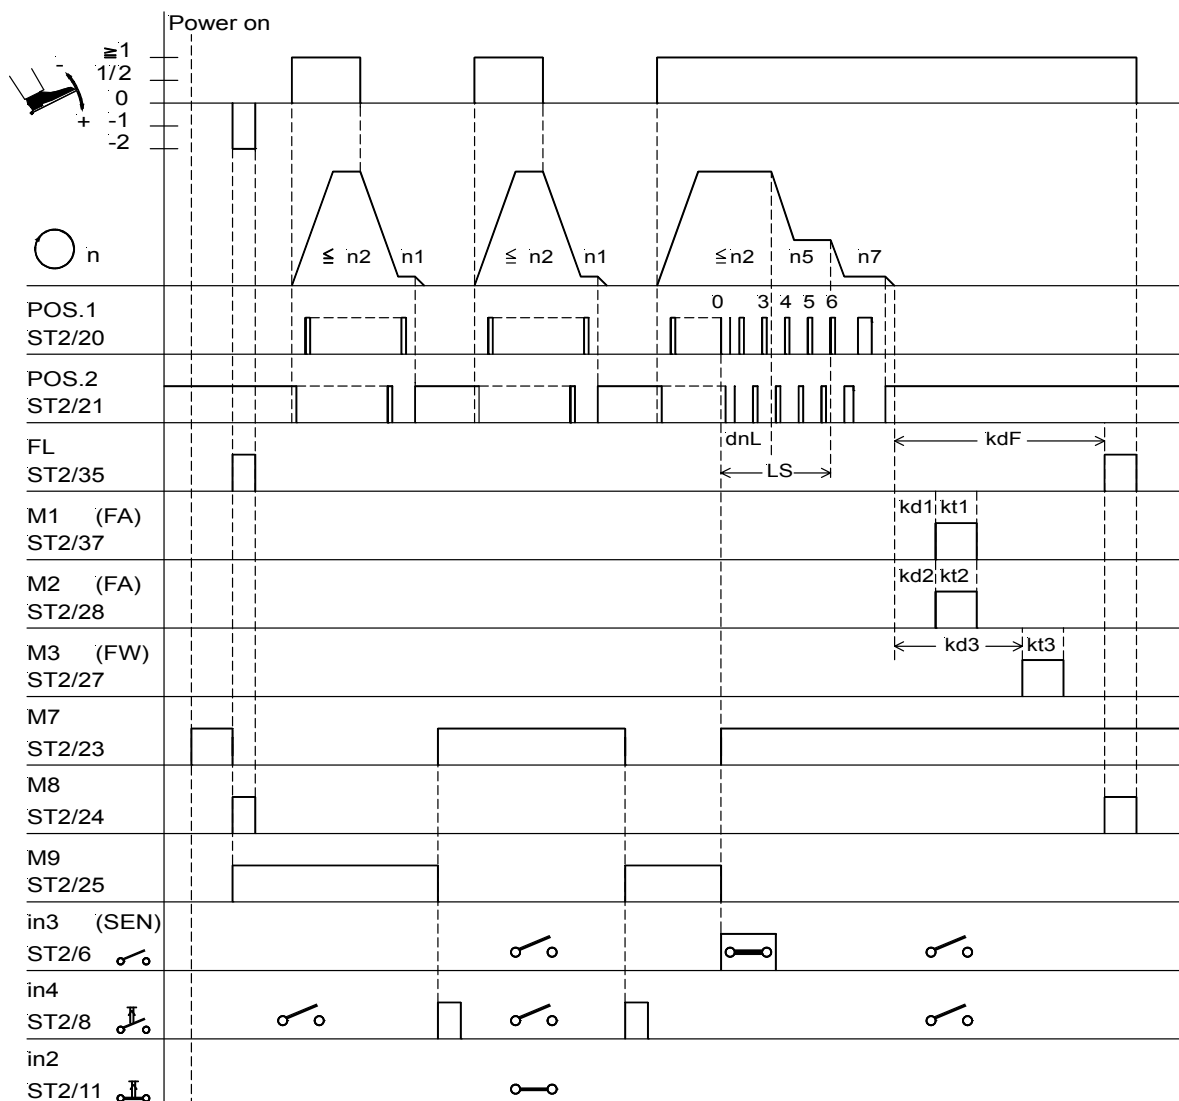 Power on
≧1
-
1/2
0
+ -1
-2
n
≦ n2 n1
≦ n2 n1
≦n2 n5 n7
POS.1
ST2/20
0 3 4 5 6
POS.2
ST2/21
FL
ST2/35
dnL
LS
kdF
M1 (FA)
ST2/37
kd1 kt1
M2 (FA)
ST2/28
kd2 kt2
M3 (FW)
ST2/27
kd3 kt3
M7
ST2/23
M8
ST2/24
M9
ST2/25
in3 (SEN)
ST2/6
in4
ST2/8
in2
ST2/11